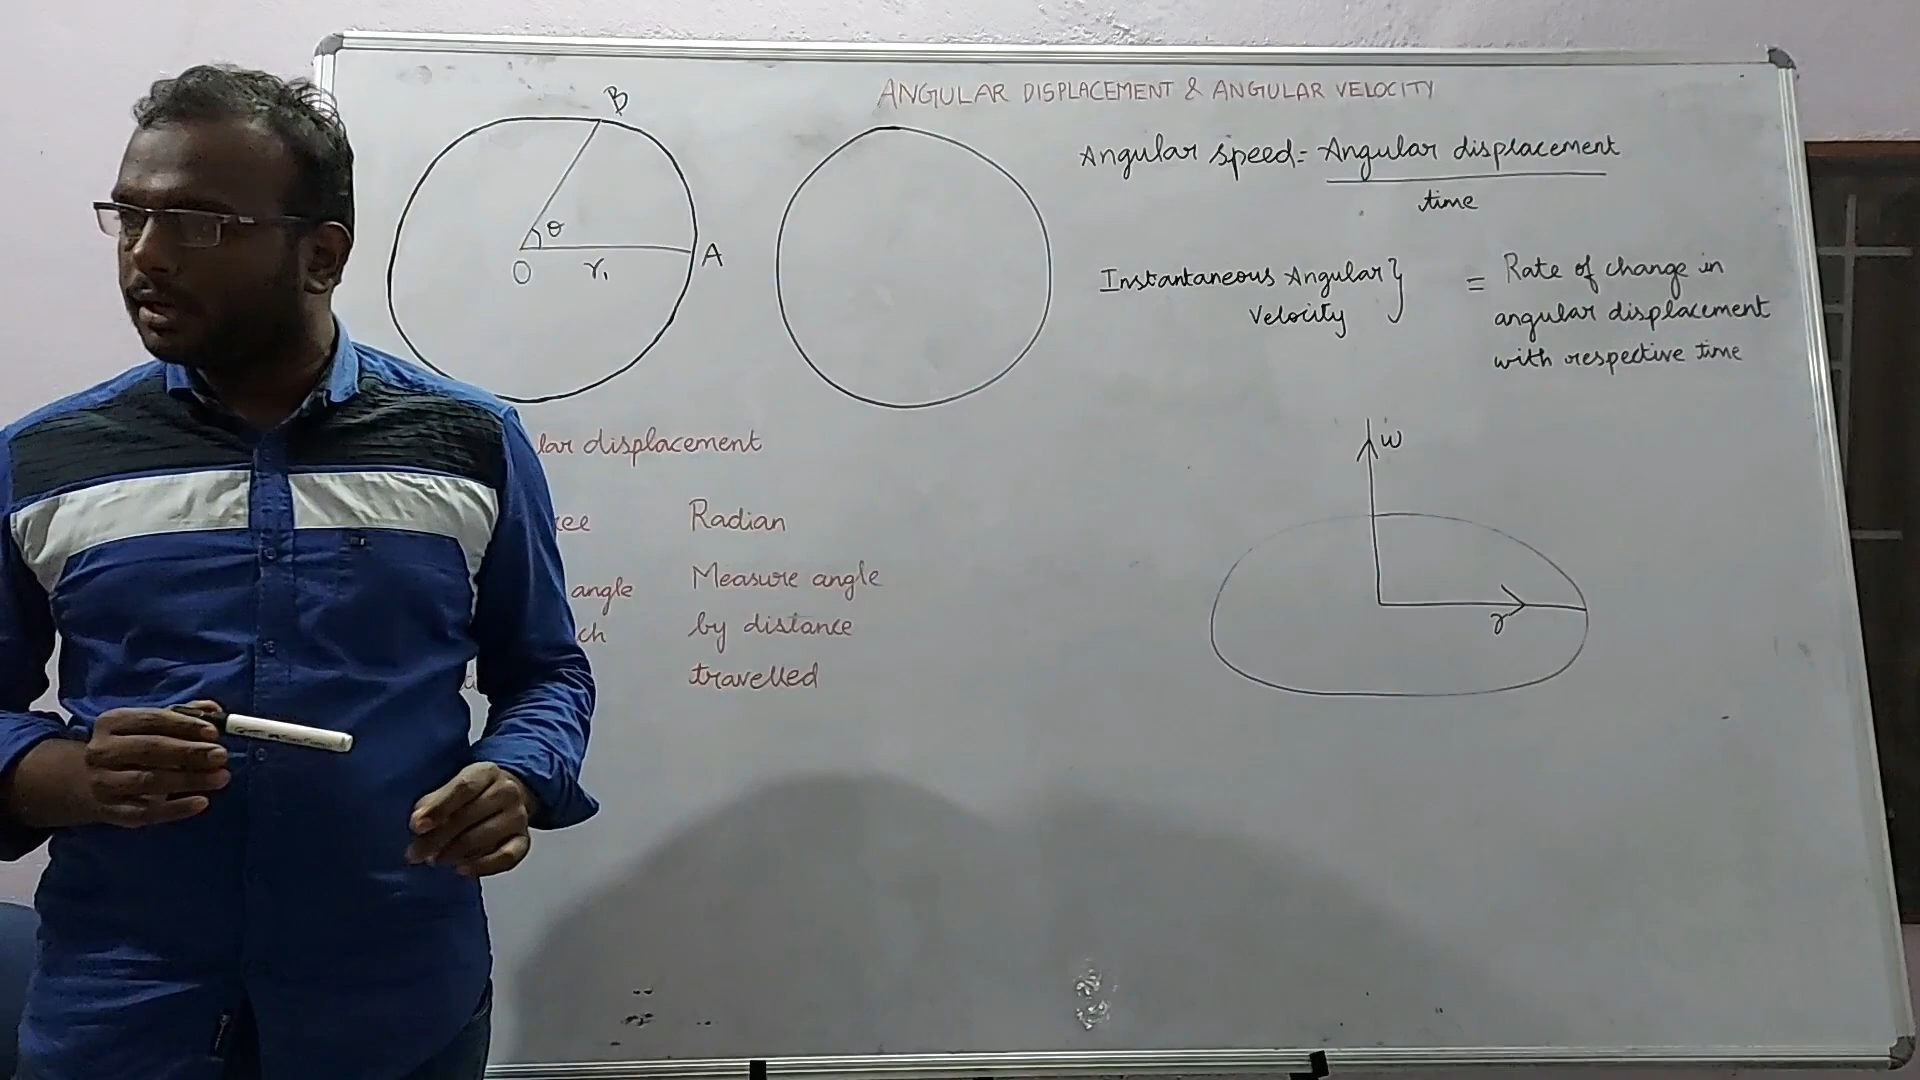 ANGULAR DISPLACEMENT & ANGULAR VELOCITY
B
θ
O
r₁
A
Angular speed = Angular displacement
time
Instantaneous Angular }
Velocity
= Rate of change in
angular displacement
with respective time
lar displacement
Radian
angle
Measure angle
ch
by distance
travelled
ω
r